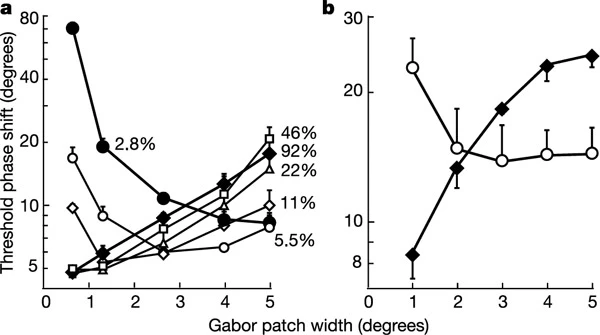 a
b
Threshold phase shift (degrees)
80
40
20
10
5
2.8%
46%
92%
22%
11%
5.5%
0 1 2 3 4 5
30
20
10
8
0 1 2 3 4 5
Gabor patch width (degrees)